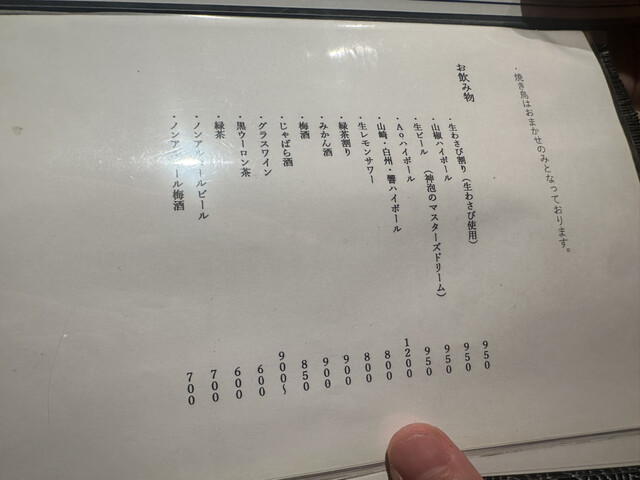 ・焼き鳥はおまかせのみとなっております。
お飲み物
・生わさび割り（生わさび使用） 950
・山椒ハイボール 950
・生ビール （神泡のマスターズドリーム） 950
・Aoハイボール 950
・山崎・白州・響ハイボール 1200
・生レモンサワー 800
・緑茶割り 800
・みかん酒 900
・梅酒 900
・じゃばら酒 850
・グラスワイン 900〜
・黒ウーロン茶 600
・緑茶 600
・ノンアルコールビール 700
・ノンアルコール梅酒 700